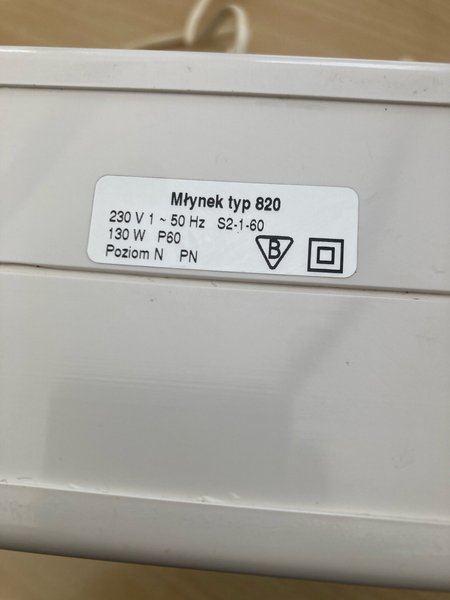 Młynek typ 820
230 V 1 ~ 50 Hz S2-1-60
130 W P60
Poziom N PN
B